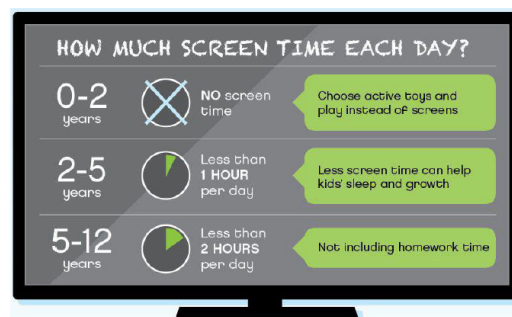 HOW MUCH SCREEN TIME EACH DAY?
0-2
years
NO screen
time
Choose active toys and
play instead of screens
2-5
years
Less than
1 HOUR
per day
Less screen time can help
kids' sleep and growth
5-12
years
Less than
2 HOURS
per day
Not including homework time